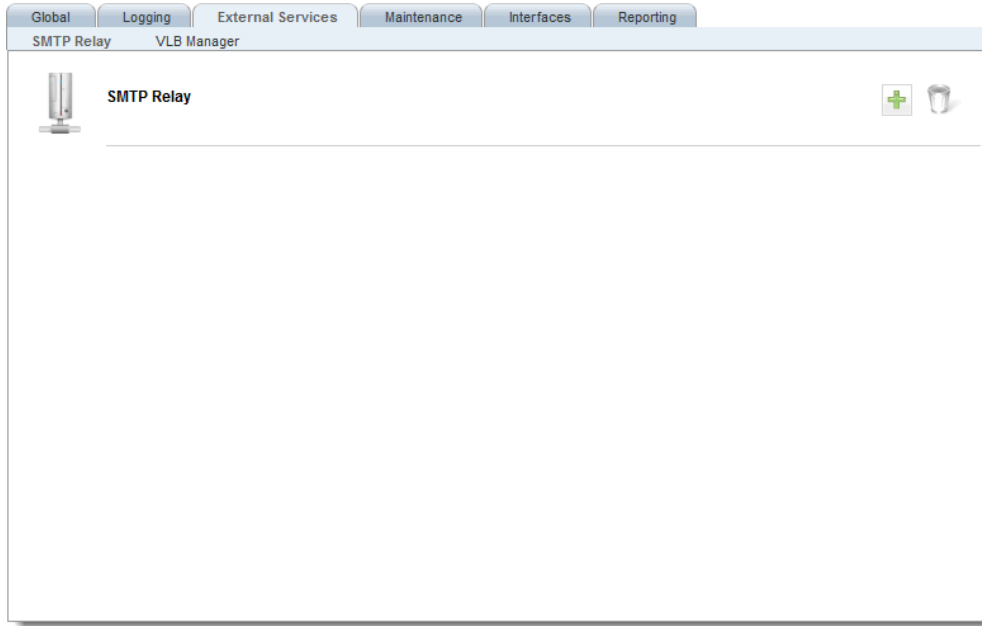 Global Logging External Services Maintenance Interfaces Reporting
SMTP Relay VLB Manager
SMTP Relay